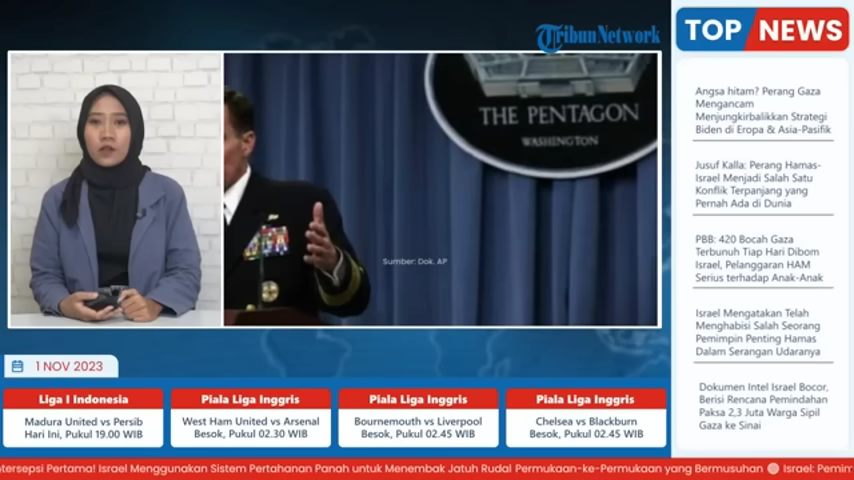 TribunNetwork
THE PENTAGON
WASHINGTON
Sumber: Dok. AP
TOP NEWS
Angsa hitam? Perang Gaza
Mengancam
Menjungkirbalikkan Strategi
Biden di Eropa & Asia-Pasifik
Jusuf Kalla: Perang Hamas-
Israel Menjadi Salah Satu
Konflik Terpanjang yang
Pernah Ada di Dunia
PBB: 420 Bocah Gaza
Terbunuh Tiap Hari Dibom
Israel, Pelanggaran HAM
Serius terhadap Anak-Anak
Israel Mengatakan Telah
Menghabisi Salah Seorang
Pemimpin Penting Hamas
Dalam Serangan Udaranya
Dokumen Intel Israel Bocor,
Berisi Rencana Pemindahan
Paksa 2,3 Juta Warga Sipil
Gaza ke Sinai
1 NOV 2023
Liga I Indonesia
Madura United vs Persib
Hari Ini, Pukul 19.00 WIB
Piala Liga Inggris
West Ham United vs Arsenal
Besok, Pukul 02.30 WIB
Piala Liga Inggris
Bournemouth vs Liverpool
Besok, Pukul 02.45 WIB
Piala Liga Inggris
Chelsea vs Blackburn
Besok, Pukul 02.45 WIB
ntersepsi Pertama! Israel Menggunakan Sistem Pertahanan Panah untuk Menembak Jatuh Rudal Permukaan-ke-Permukaan yang Bermusuhan Israel: Pemim